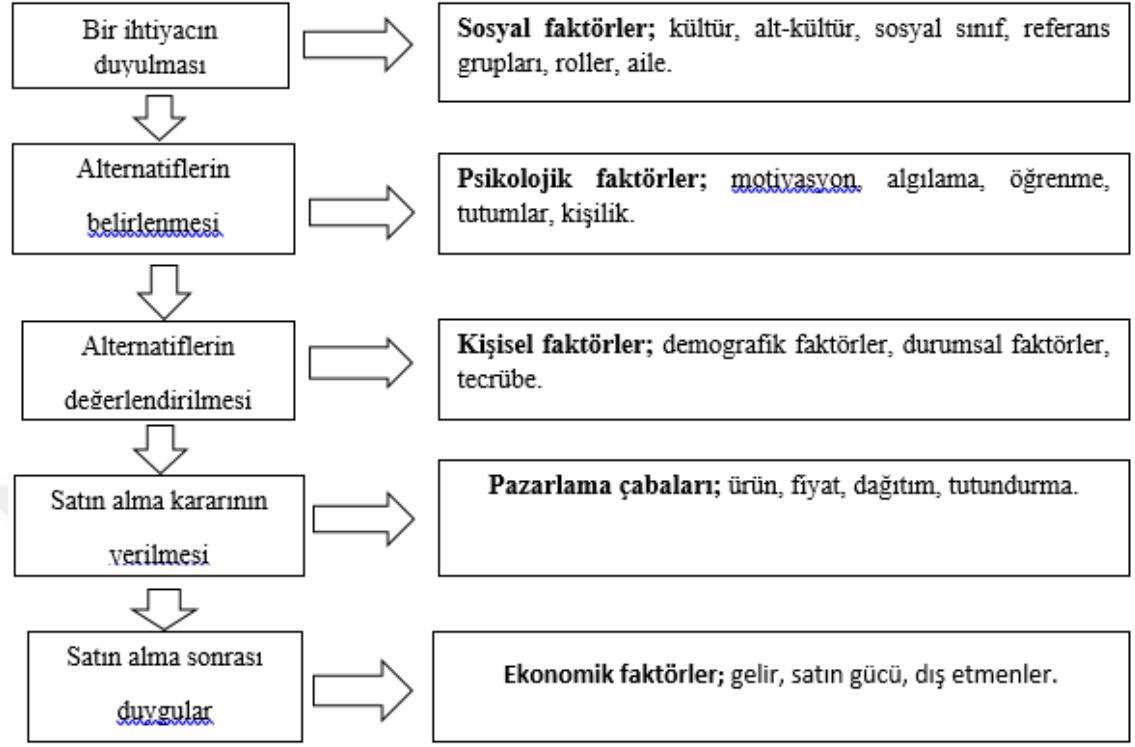 Bir ihtiyacın
duyulması
Sosyal faktörler; kültür, alt-kültür, sosyal sınıf, referans
grupları, roller, aile.
Alternatiflerin
belirlenmesi
Psikolojik faktörler; motivasyon, algılama, öğrenme,
tutumlar, kişilik.
Alternatiflerin
değerlendirilmesi
Kişisel faktörler; demografik faktörler, durumsal faktörler,
tecrübe.
Satın alma kararının
verilmesi
Pazarlama çabaları; ürün, fiyat, dağıtım, tutundurma.
Satın alma sonrası
duygular
Ekonomik faktörler; gelir, satın gücü, dış etmenler.